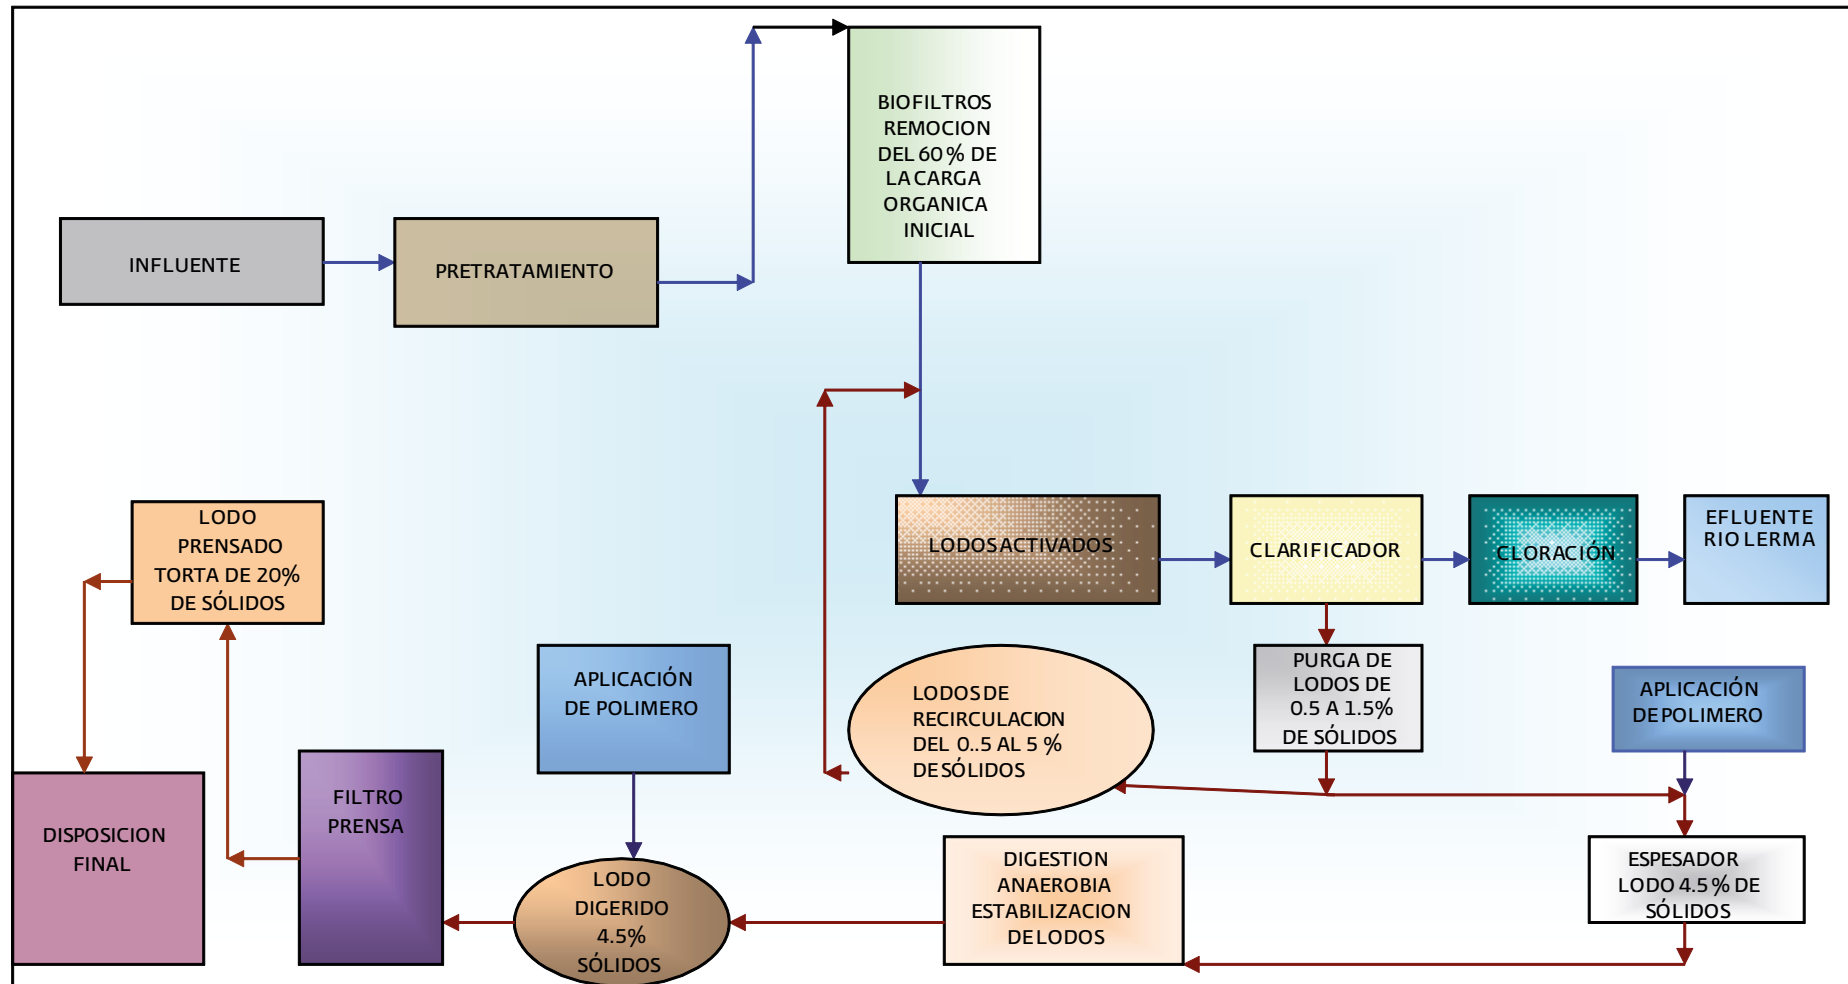 BIOFILTROS
REMOCION
DEL 60% DE
LA CARGA
ORGANICA
INICIAL
INFLUENTE
PRETRATAMIENTO
LODOS ACTIVADOS
CLARIFICADOR
CLORACIÓN
EFLUENTE
RIO LERMA
LODO
PRENSADO
TORTA DE 20%
DE SÓLIDOS
APLICACIÓN
DE POLIMERO
LODOS DE
RECIRCULACION
DEL 0..5 AL 5 %
DE SÓLIDOS
PURGA DE
LODOS DE
0.5 A 1.5%
DE SÓLIDOS
APLICACIÓN
DE POLIMERO
DISPOSICION
FINAL
FILTRO
PRENSA
LODO
DIGERIDO
4.5%
SÓLIDOS
DIGESTION
ANAEROBIA
ESTABILIZACION
DE LODOS
ESPESADOR
LODO 4.5% DE
SÓLIDOS